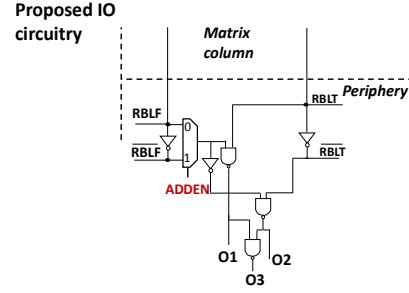 Proposed IO
circuitry
Matrix
column
Periphery
RBLF
RBLT
0
RBLF
RBLT
1
ADDEN
O1
O2
O3